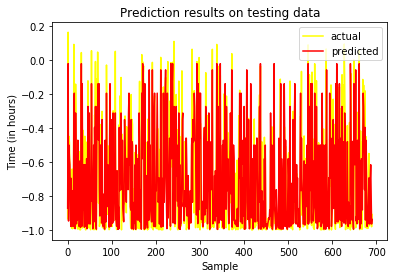 Prediction results on testing data
actual
predicted
0.2
0.0
−0.2
−0.4
−0.6
−0.8
−1.0
Time (in hours)
0 100 200 300 400 500 600 700
Sample